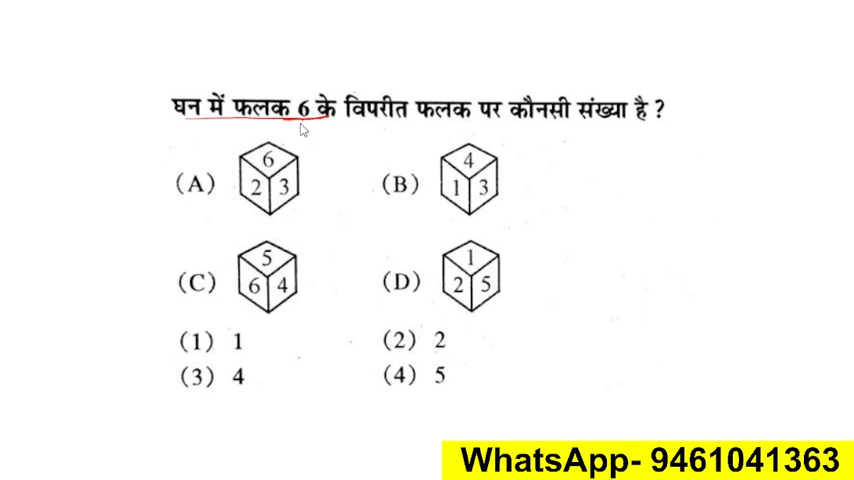 घन में फलक 6 के विपरीत फलक पर कौनसी संख्या है ?
(A) 6 2 3 (B) 4 1 3
(C) 5 6 4 (D) 1 2 5
(1) 1 (2) 2
(3) 4 (4) 5
WhatsApp- 9461041363